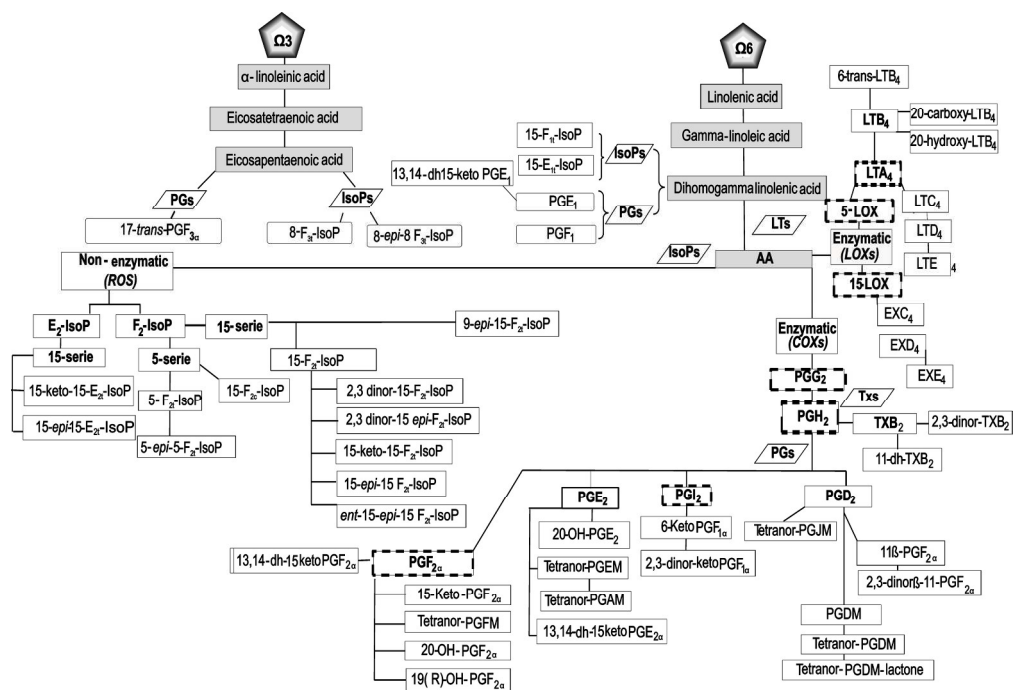 Ω3
α-linoleinic acid
Eicosatetraenoic acid
Eicosapentaenoic acid
PGs
IsoPs
17-trans-PGF3α
8-F3t-IsoP
8-epi-8 F3t-IsoP
Ω6
Linolenic acid
Gamma-linoleic acid
Dihomogamma linolenic acid
15-F1t-IsoP
15-E1t-IsoP
IsoPs
13,14- dh15-keto PGE1
PGE1
PGF1
PGs
LTs
IsoPs
AA
6-trans-LTB4
LTB4
20-carboxy-LTB4
20-hydroxy-LTB4
LTA4
5-LOX
LTC4
LTD4
LTE 4
Enzymatic
(LOXs)
15-LOX
EXC4
EXD4
EXE4
Non-enzymatic
(ROS)
E2-IsoP
F2-IsoP
15-serie
9-epi-15-F2t-IsoP
15-serie
5-serie
15-F2t-IsoP
15-keto-15-E2t-IsoP
15-epi15-E2t-IsoP
5- F2t-IsoP
15-F2c-IsoP
5-epi-5-F2t-IsoP
2,3 dinor-15-F2t-IsoP
2,3 dinor-15 epi-F2t-IsoP
15-keto-15-F2t-IsoP
15-epi-15 F2t-IsoP
ent-15-epi-15 F2t-IsoP
Enzymatic
(COXs)
PGG2
Txs
PGH2
TXB2
2,3-dinor-TXB2
11-dh-TXB2
PGs
PGE2
PGI2
PGD2
20-OH-PGE2
Tetranor-PGEM
Tetranor-PGAM
13,14-dh-15keto PGE2α
6-Keto PGF1α
2,3-dinor-keto PGF1α
Tetranor-PGJM
11ß-PGF2α
2,3-dinorß-11-PGF2α
PGDM
Tetranor-PGDM
Tetranor-PGDM-lactone
13,14-dh-15keto PGF2α
PGF2α
15-Keto-PGF2α
Tetranor-PGFM
20-OH- PGF2α
19( R)-OH- PGF2α